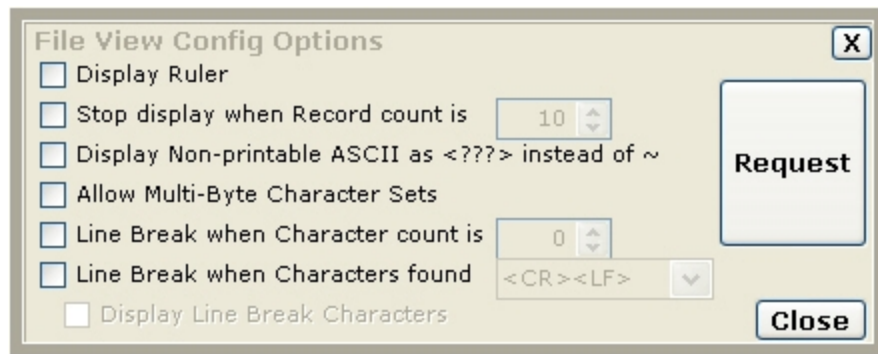 File View Config Options X
Display Ruler
Stop display when Record count is 10
Display Non-printable ASCII as <???> instead of ~
Request
Allow Multi-Byte Character Sets
Line Break when Character count is 0
Line Break when Characters found <CR><LF>
Display Line Break Characters
Close